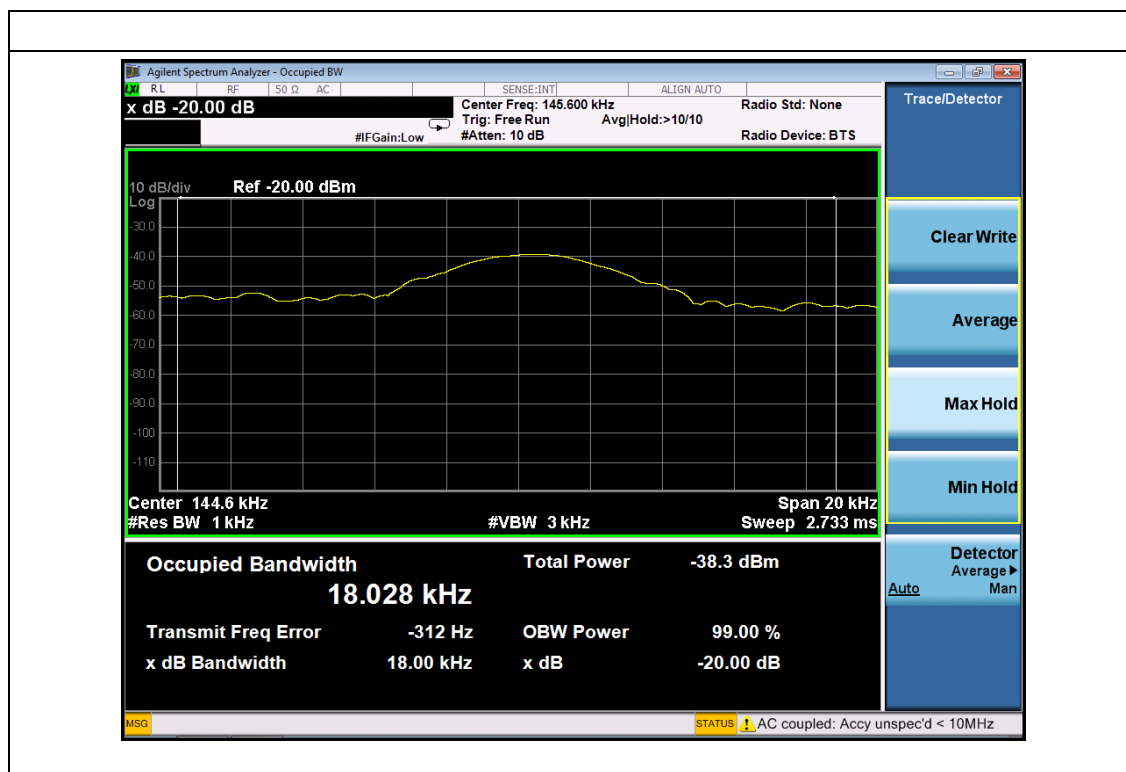 Agilent Spectrum Analyzer - Occupied BW
LXI RL RF 50 Ω AC SENSE:INT ALIGN AUTO
x dB -20.00 dB
Center Freq: 145.600 kHz
Radio Std: None
Trig: Free Run Avg|Hold:>10/10
#IFGain:Low
#Atten: 10 dB
Radio Device: BTS
10 dB/div Ref -20.00 dBm
Log
-30.0
-40.0
-50.0
-60.0
-70.0
-80.0
-90.0
-100
-110
Center 144.6 kHz Span 20 kHz
#Res BW 1 kHz #VBW 3 kHz Sweep 2.733 ms
Occupied Bandwidth Total Power -38.3 dBm
18.028 kHz
Transmit Freq Error -312 Hz OBW Power 99.00 %
x dB Bandwidth 18.00 kHz x dB -20.00 dB
Trace/Detector
Clear Write
Average
Max Hold
Min Hold
Detector
Average
Auto Man
MSG STATUS AC coupled: Accy unspec'd < 10MHz